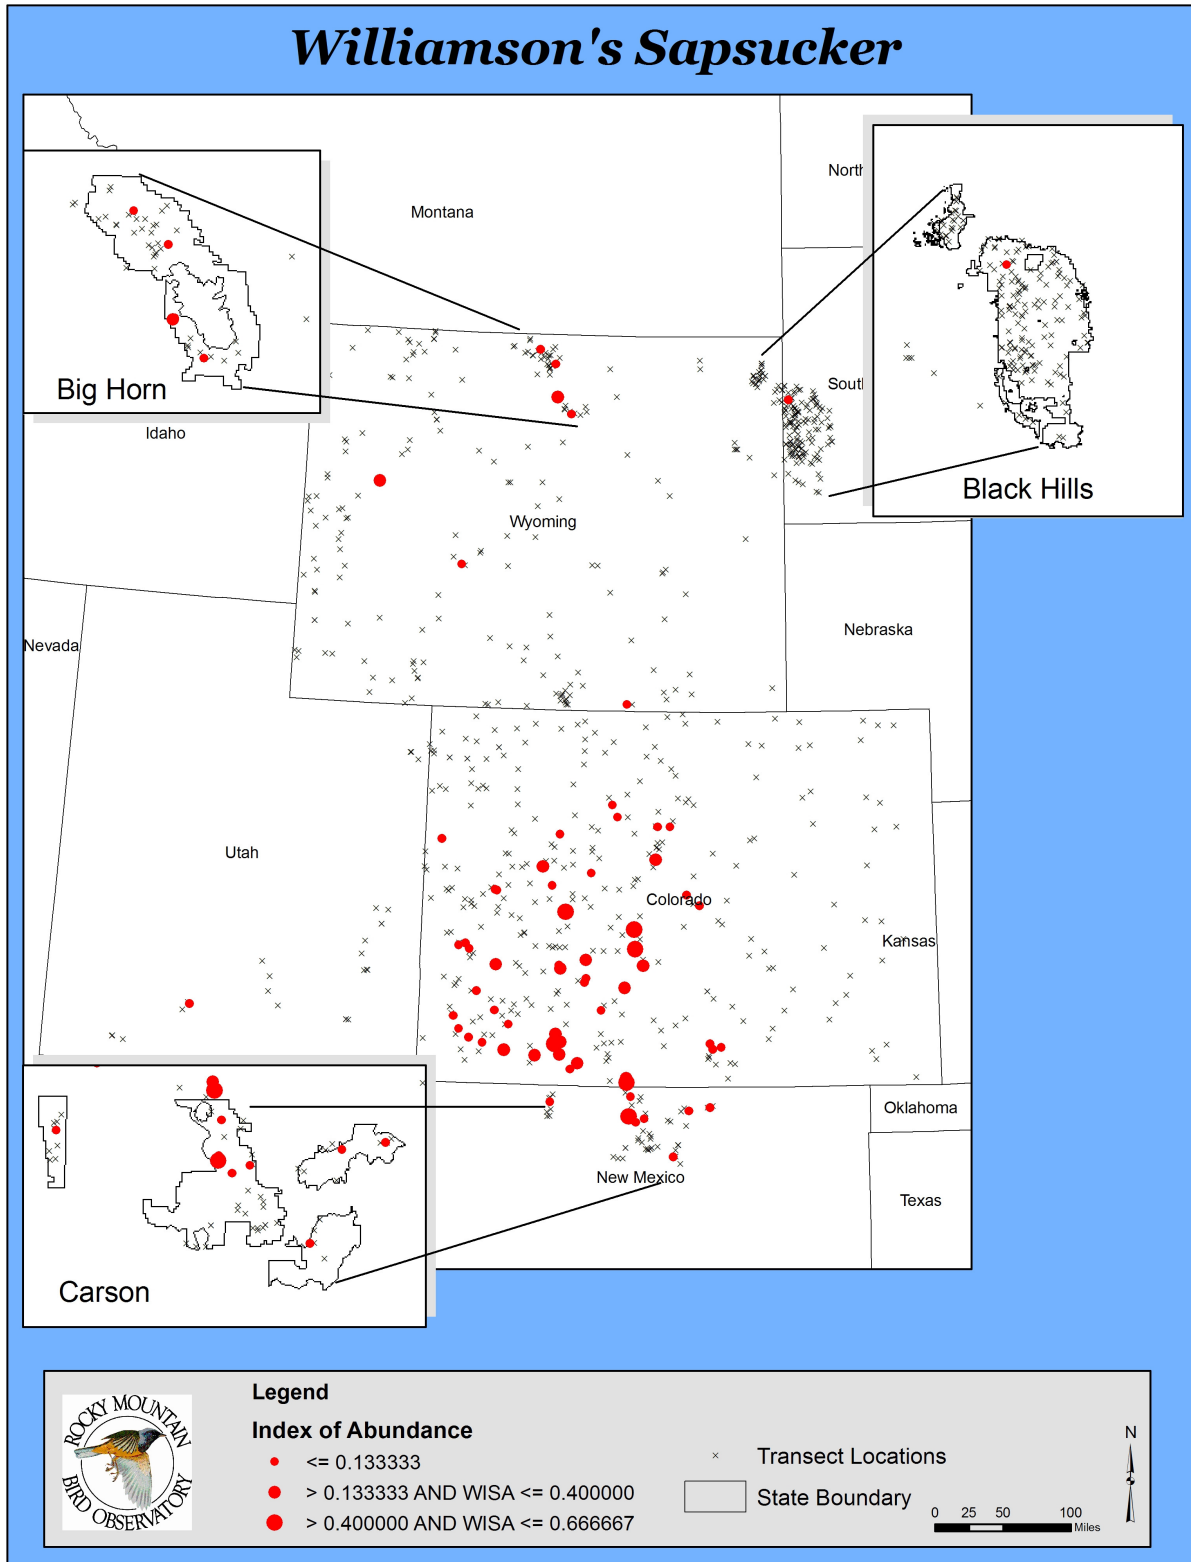 Williamson's Sapsucker
Montana
North
Big Horn
Idaho
South
Black Hills
Wyoming
Nevada
Nebraska
Utah
Colorado
Kansas
Oklahoma
New Mexico
Texas
Carson
Legend
Index of Abundance
<= 0.133333
> 0.133333 AND WISA <= 0.400000
> 0.400000 AND WISA <= 0.666667
Transect Locations
State Boundary
N
0 25 50 100
Miles
ROCKY MOUNTAIN
BIRD OBSERVATORY